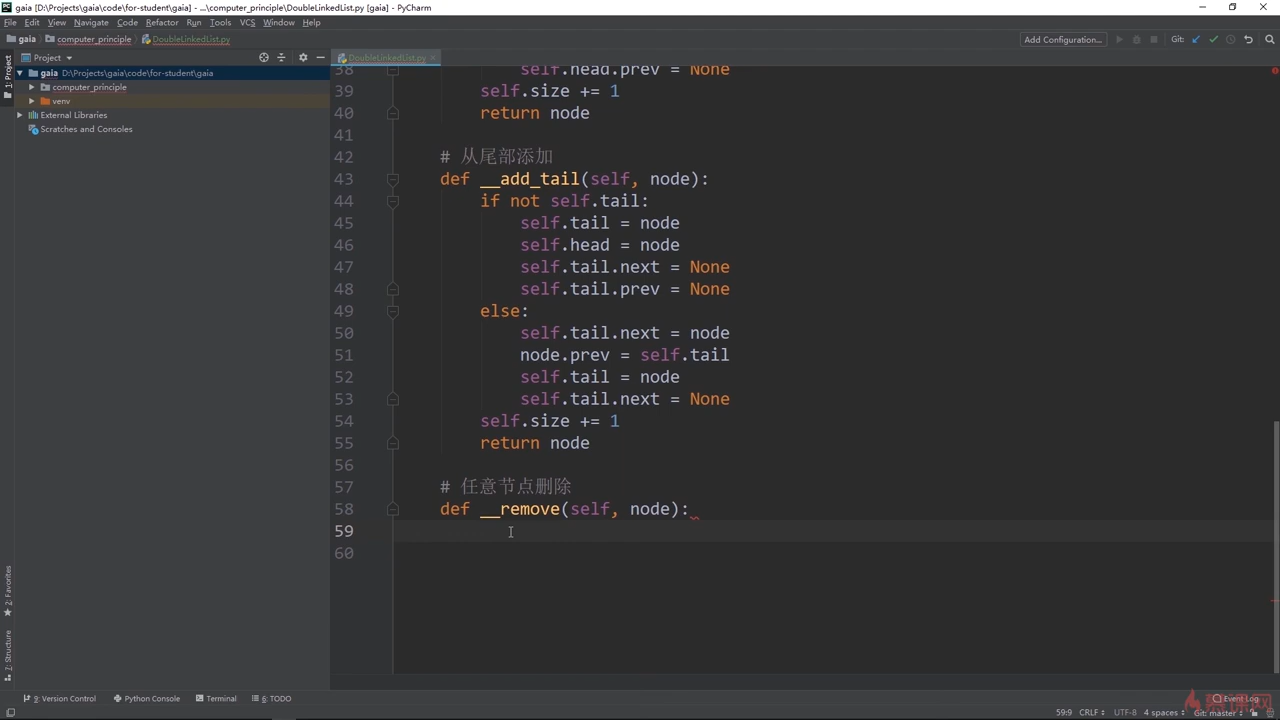 gaia [D:\Projects\gaia\code\for-student\gaia] - ...\computer_principle\DoubleLinkedList.py [gaia] - PyCharm
File Edit View Navigate Code Refactor Run Tools VCS Window Help
gaia computer_principle DoubleLinkedList.py Add Configuration... Git:
Project DoubleLinkedList.py
1: Project
gaia D:\Projects\gaia\code\for-student\gaia
computer_principle
venv
External Libraries
Scratches and Consoles
38 self.head.prev = None
39 self.size += 1
40 return node
41
42 # 从尾部添加
43 def __add_tail(self, node):
44 if not self.tail:
45 self.tail = node
46 self.head = node
47 self.tail.next = None
48 self.tail.prev = None
49 else:
50 self.tail.next = node
51 node.prev = self.tail
52 self.tail = node
53 self.tail.next = None
54 self.size += 1
55 return node
56
57 # 任意节点删除
58 def __remove(self, node):
59
60
2: Favorites
7: Structure
9: Version Control Python Console Terminal 6: TODO Event Log
慕课网
59:9 CRLF UTF-8 4 spaces Git: master